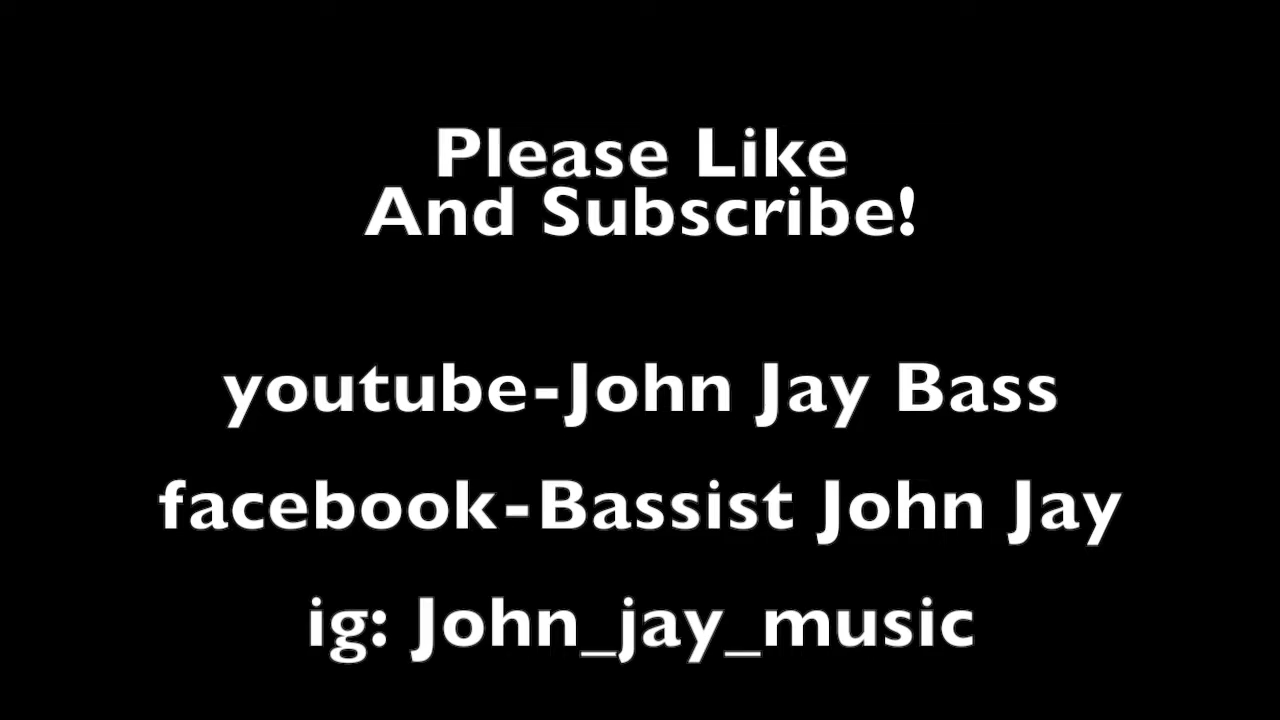 Please Like
And Subscribe!
youtube-John Jay Bass
facebook-Bassist John Jay
ig: John_jay_music